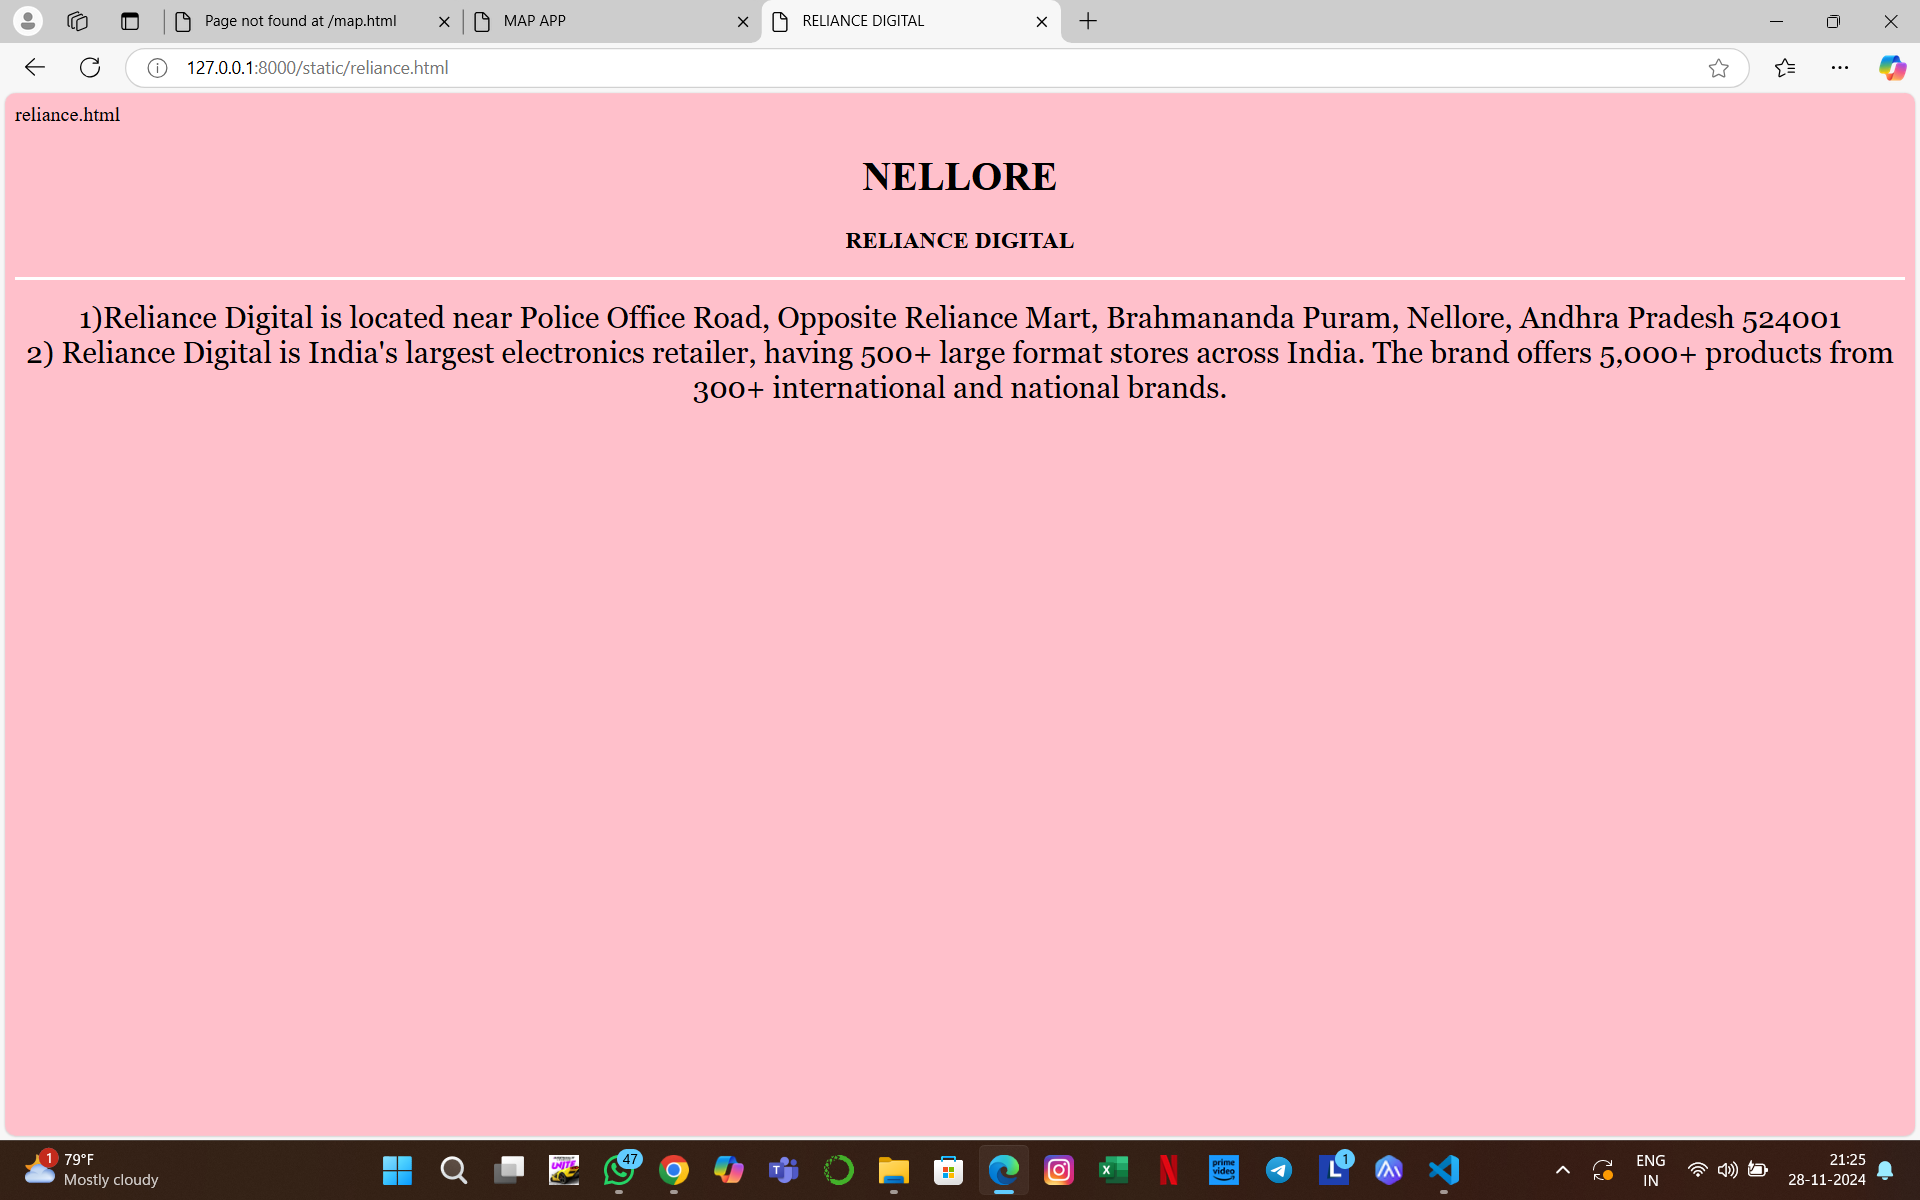 Page not found at /map.html
MAP APP
RELIANCE DIGITAL
127.0.0.1:8000/static/reliance.html
reliance.html
NELLORE
RELIANCE DIGITAL
1)Reliance Digital is located near Police Office Road, Opposite Reliance Mart, Brahmananda Puram, Nellore, Andhra Pradesh 524001
2) Reliance Digital is India's largest electronics retailer, having 500+ large format stores across India. The brand offers 5,000+ products from
300+ international and national brands.
1
79°F
Mostly cloudy
UNITE
47
T
X
N
prime video
L
1
ENG
IN
21:25
28-11-2024